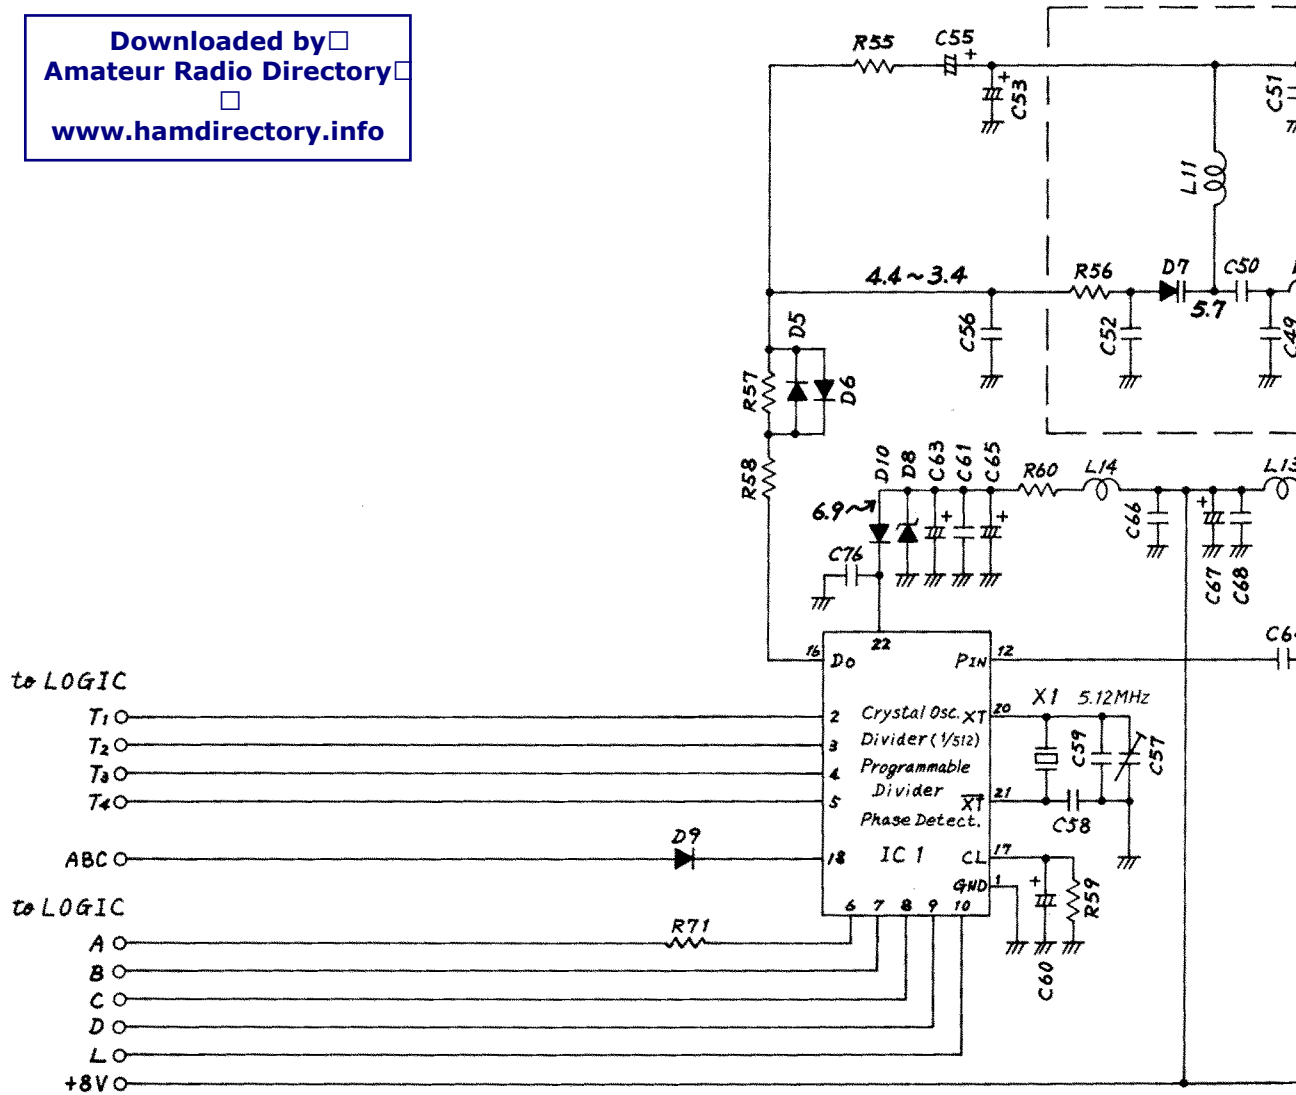 Downloaded by□
Amateur Radio Directory□
□
www.hamdirectory.info
R55
C55
+
+
C53
C51
L11
4.4~3.4
R56
D7
C50
5.7
D5
C56
C52
C49
R57
D6
R58
D10
D8
C63
C61
C65
R60
L14
L13
6.9
+
+
C66
+
C67
C68
C76
16
22
12
Do
PIN
C64
to LOGIC
T1
2
Crystal Osc.
XT
20
X1
5.12MHz
T2
3
Divider (1/512)
C59
C57
T3
4
Programmable
T4
5
Divider
XT
21
Phase Detect.
C58
ABC
D9
18
IC 1
CL
17
GND
1
+
R59
C60
to LOGIC
6
7
8
9
10
A
R71
B
C
D
L
+8V